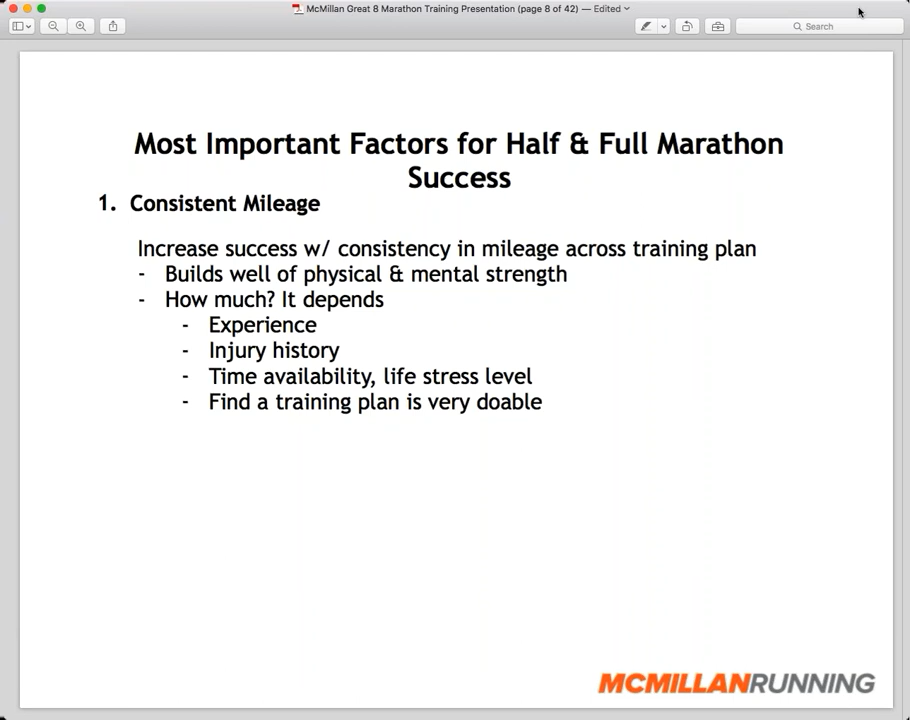 McMillan Great 8 Marathon Training Presentation (page 8 of 42) — Edited
Search
Most Important Factors for Half & Full Marathon
Success
1. Consistent Mileage
Increase success w/ consistency in mileage across training plan
- Builds well of physical & mental strength
- How much? It depends
- Experience
- Injury history
- Time availability, life stress level
- Find a training plan is very doable
MCMILLANRUNNING